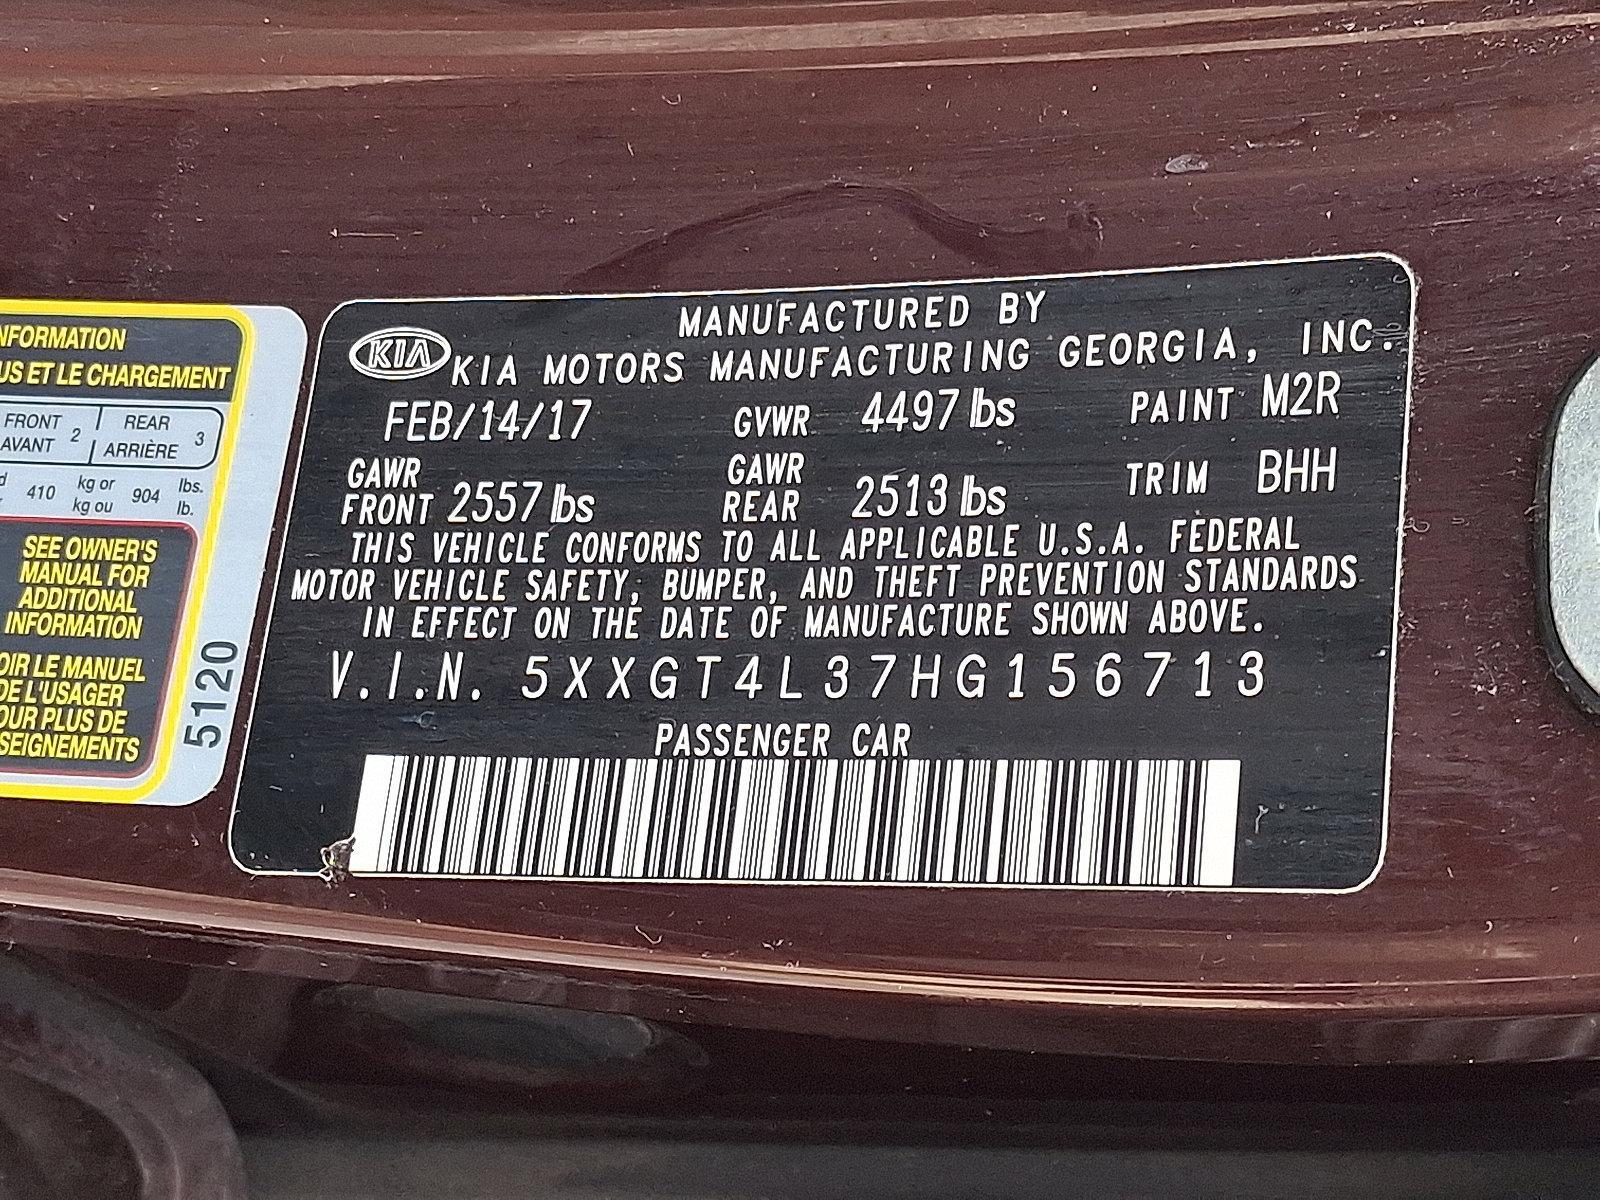 NFORMATION
US ET LE CHARGEMENT
FRONT
AVANT
2
REAR
ARRIÈRE
3
410
kg or
kg ou
904
lbs.
lb.
SEE OWNER'S
MANUAL FOR
ADDITIONAL
INFORMATION
OIR LE MANUEL
DE L'USAGER
OUR PLUS DE
SEIGNEMENTS
5120
MANUFACTURED BY
KIA KIA MOTORS MANUFACTURING GEORGIA, INC.
FEB/14/17 GVWR 4497 lbs PAINT M2R
GAWR FRONT 2557 lbs GAWR REAR 2513 lbs TRIM BHH
THIS VEHICLE CONFORMS TO ALL APPLICABLE U.S.A. FEDERAL
MOTOR VEHICLE SAFETY, BUMPER, AND THEFT PREVENTION STANDARDS
IN EFFECT ON THE DATE OF MANUFACTURE SHOWN ABOVE.
V.I.N. 5XXGT4L37HG156713
PASSENGER CAR